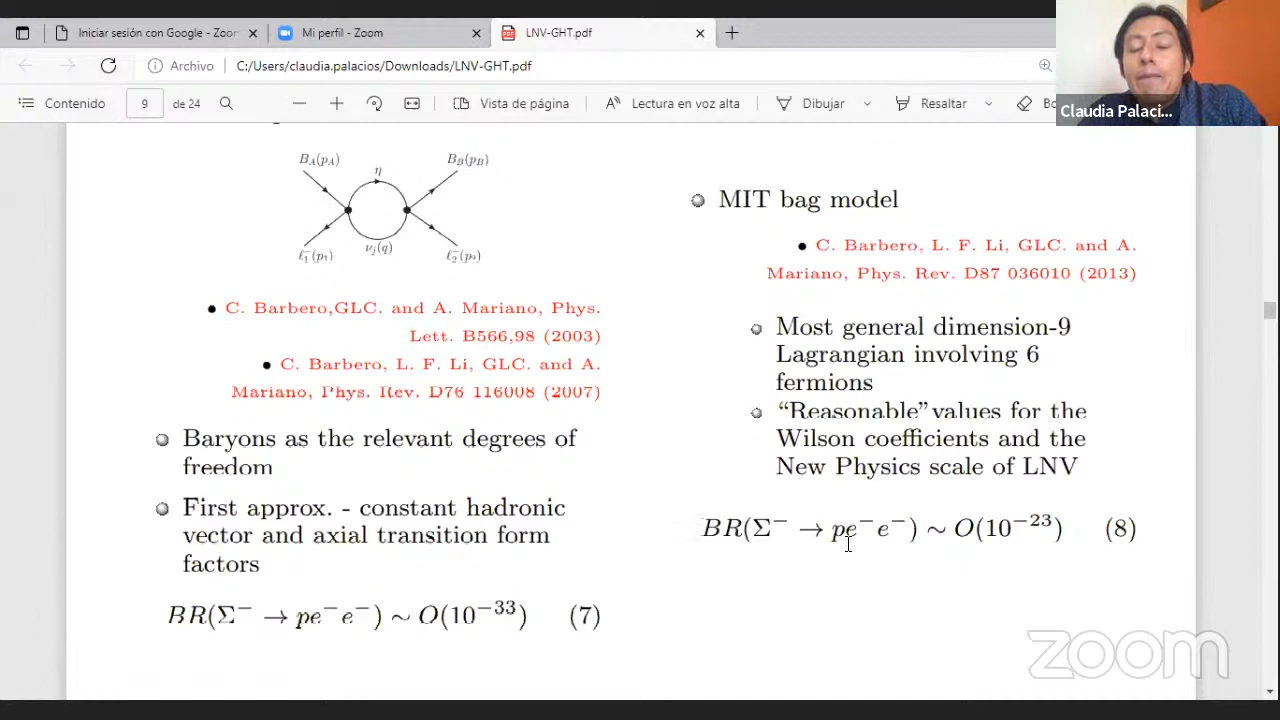 Iniciar sesión con Google - Zoom
Mi perfil - Zoom
LNV-GHT.pdf
Archivo
C:/Users/claudia.palacios/Downloads/LNV-GHT.pdf
Contenido
9
de 24
Vista de página
Lectura en voz alta
Dibujar
Resaltar
Claudia Palaci...
B_A(p_A)
η
B_B(p_B)
ℓ₁⁻(p₁)
ν_j(q)
ℓ₂⁻(p₂)
• C. Barbero,GLC. and A. Mariano, Phys.
Lett. B566,98 (2003)
• C. Barbero, L. F. Li, GLC. and A.
Mariano, Phys. Rev. D76 116008 (2007)
Baryons as the relevant degrees of
freedom
First approx. - constant hadronic
vector and axial transition form
factors
BR(Σ⁻ → pe⁻e⁻) ∼ O(10⁻³³) (7)
MIT bag model
• C. Barbero, L. F. Li, GLC. and A.
Mariano, Phys. Rev. D87 036010 (2013)
Most general dimension-9
Lagrangian involving 6
fermions
“Reasonable”values for the
Wilson coefficients and the
New Physics scale of LNV
BR(Σ⁻ → pe⁻e⁻) ∼ O(10⁻²³) (8)
zoom